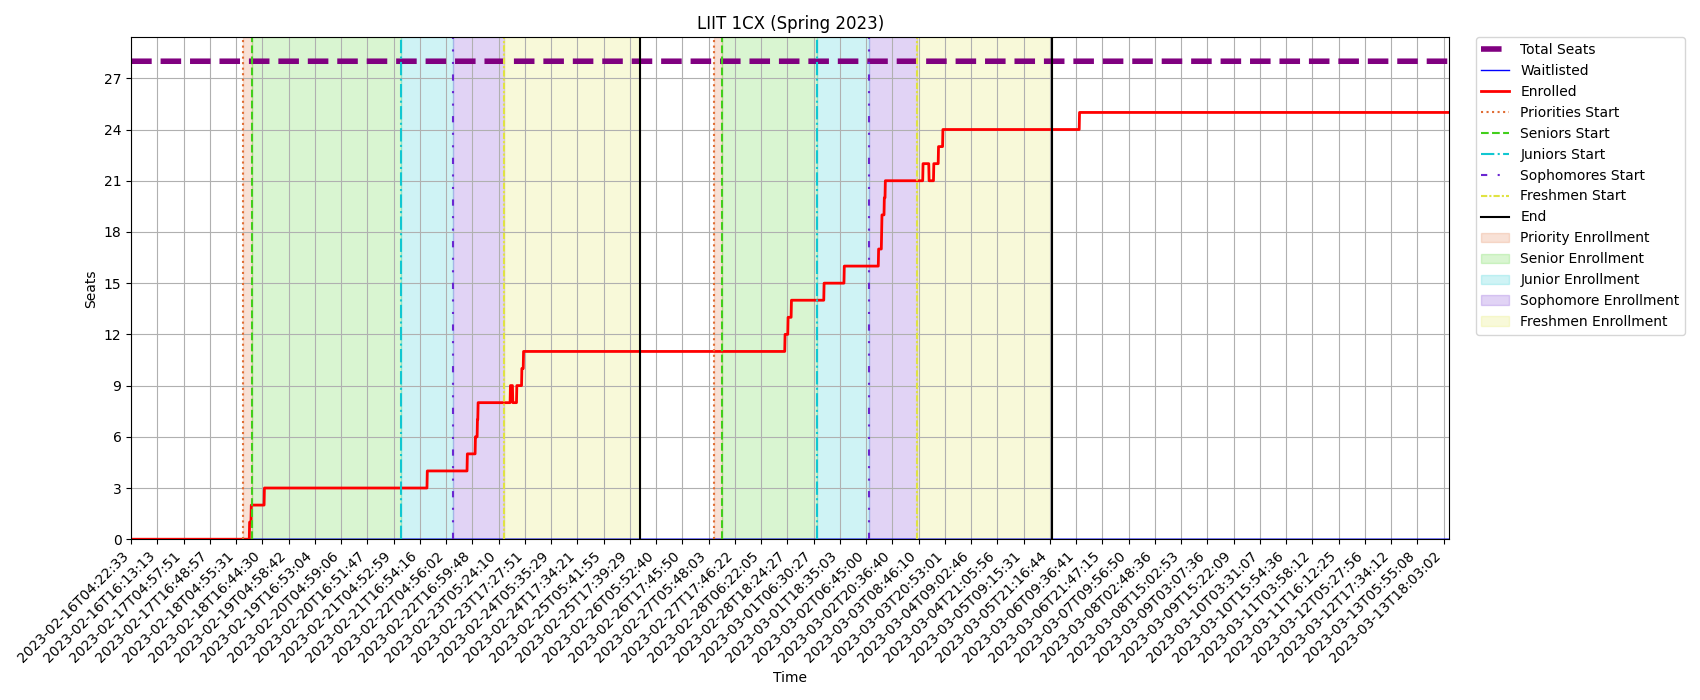 LIIT 1CX (Spring 2023)
Seats
27
24
21
18
15
12
9
6
3
0
2023-02-16T04:22:33
2023-02-16T16:13:13
2023-02-17T04:57:51
2023-02-17T16:48:57
2023-02-18T04:55:31
2023-02-18T16:44:30
2023-02-19T04:58:42
2023-02-19T16:53:04
2023-02-20T04:59:06
2023-02-20T16:51:47
2023-02-21T04:52:59
2023-02-21T16:54:16
2023-02-22T04:56:02
2023-02-22T16:59:48
2023-02-23T05:24:10
2023-02-23T17:27:51
2023-02-24T05:35:29
2023-02-24T17:34:21
2023-02-25T05:41:55
2023-02-25T17:39:29
2023-02-26T05:52:40
2023-02-26T17:45:50
2023-02-27T05:48:03
2023-02-27T17:46:22
2023-02-28T06:22:05
2023-02-28T18:24:27
2023-03-01T06:30:27
2023-03-01T18:35:03
2023-03-02T06:45:00
2023-03-02T20:36:40
2023-03-03T08:46:10
2023-03-03T20:53:01
2023-03-04T09:02:46
2023-03-04T21:05:56
2023-03-05T09:15:31
2023-03-05T21:16:44
2023-03-06T09:36:41
2023-03-06T21:47:15
2023-03-07T09:56:50
2023-03-08T02:48:36
2023-03-08T15:02:53
2023-03-09T03:07:36
2023-03-09T15:22:09
2023-03-10T03:31:07
2023-03-10T15:54:36
2023-03-11T03:58:12
2023-03-11T16:12:25
2023-03-12T05:27:56
2023-03-12T17:34:12
2023-03-13T05:55:08
2023-03-13T18:03:02
Time
Total Seats
Waitlisted
Enrolled
Priorities Start
Seniors Start
Juniors Start
Sophomores Start
Freshmen Start
End
Priority Enrollment
Senior Enrollment
Junior Enrollment
Sophomore Enrollment
Freshmen Enrollment